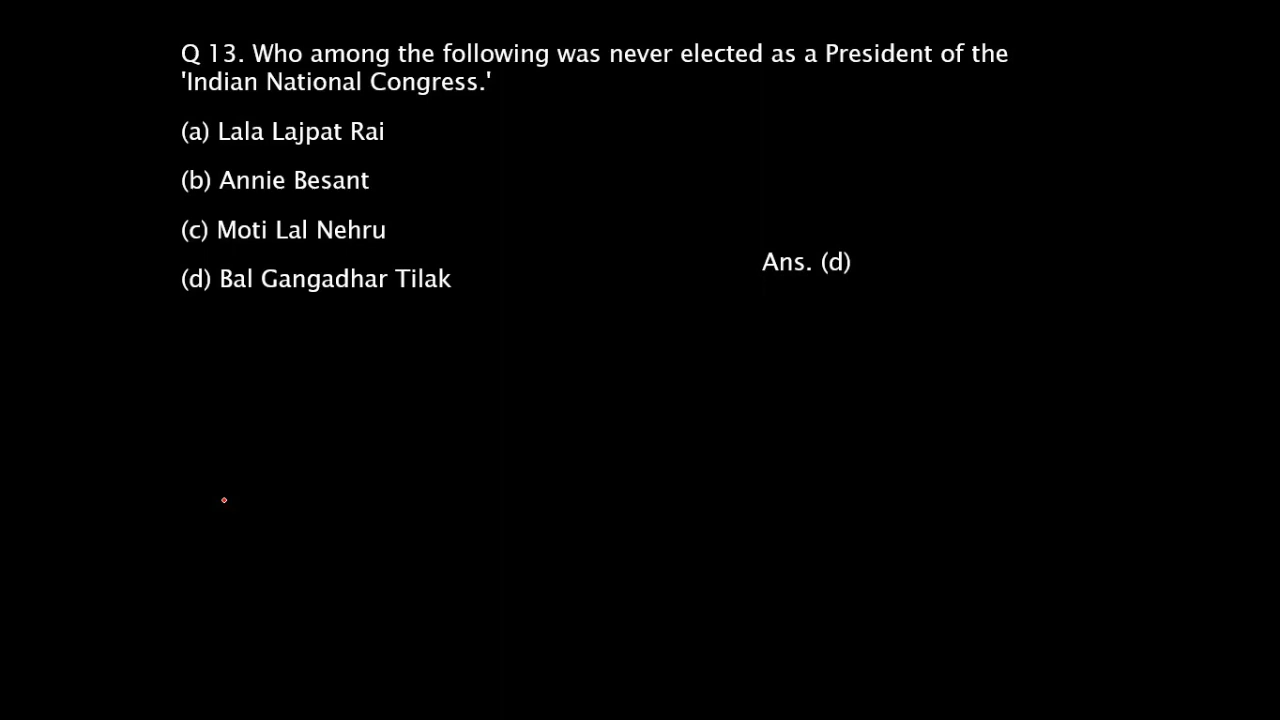 Q 13. Who among the following was never elected as a President of the
'Indian National Congress.'
(a) Lala Lajpat Rai
(b) Annie Besant
(c) Moti Lal Nehru
(d) Bal Gangadhar Tilak
Ans. (d)